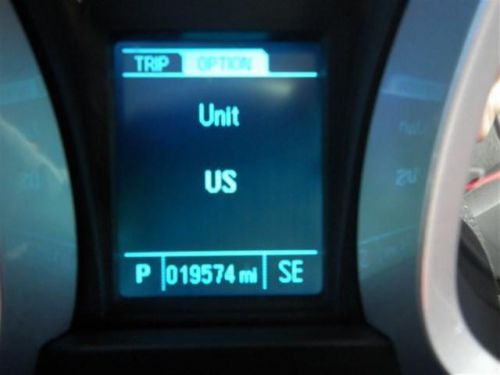 TRIP OPTION
Unit
US
P 019574 mi SE